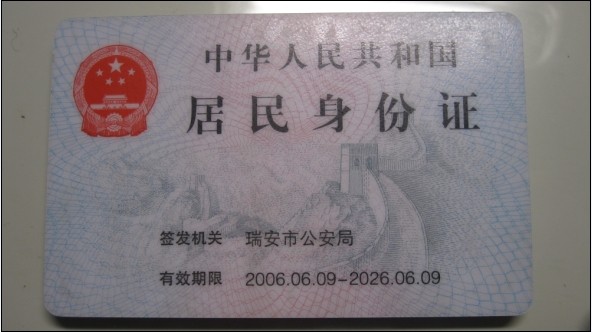 中华人民共和国
居民身份证
签发机关 瑞安市公安局
有效期限 2006.06.09-2026.06.09